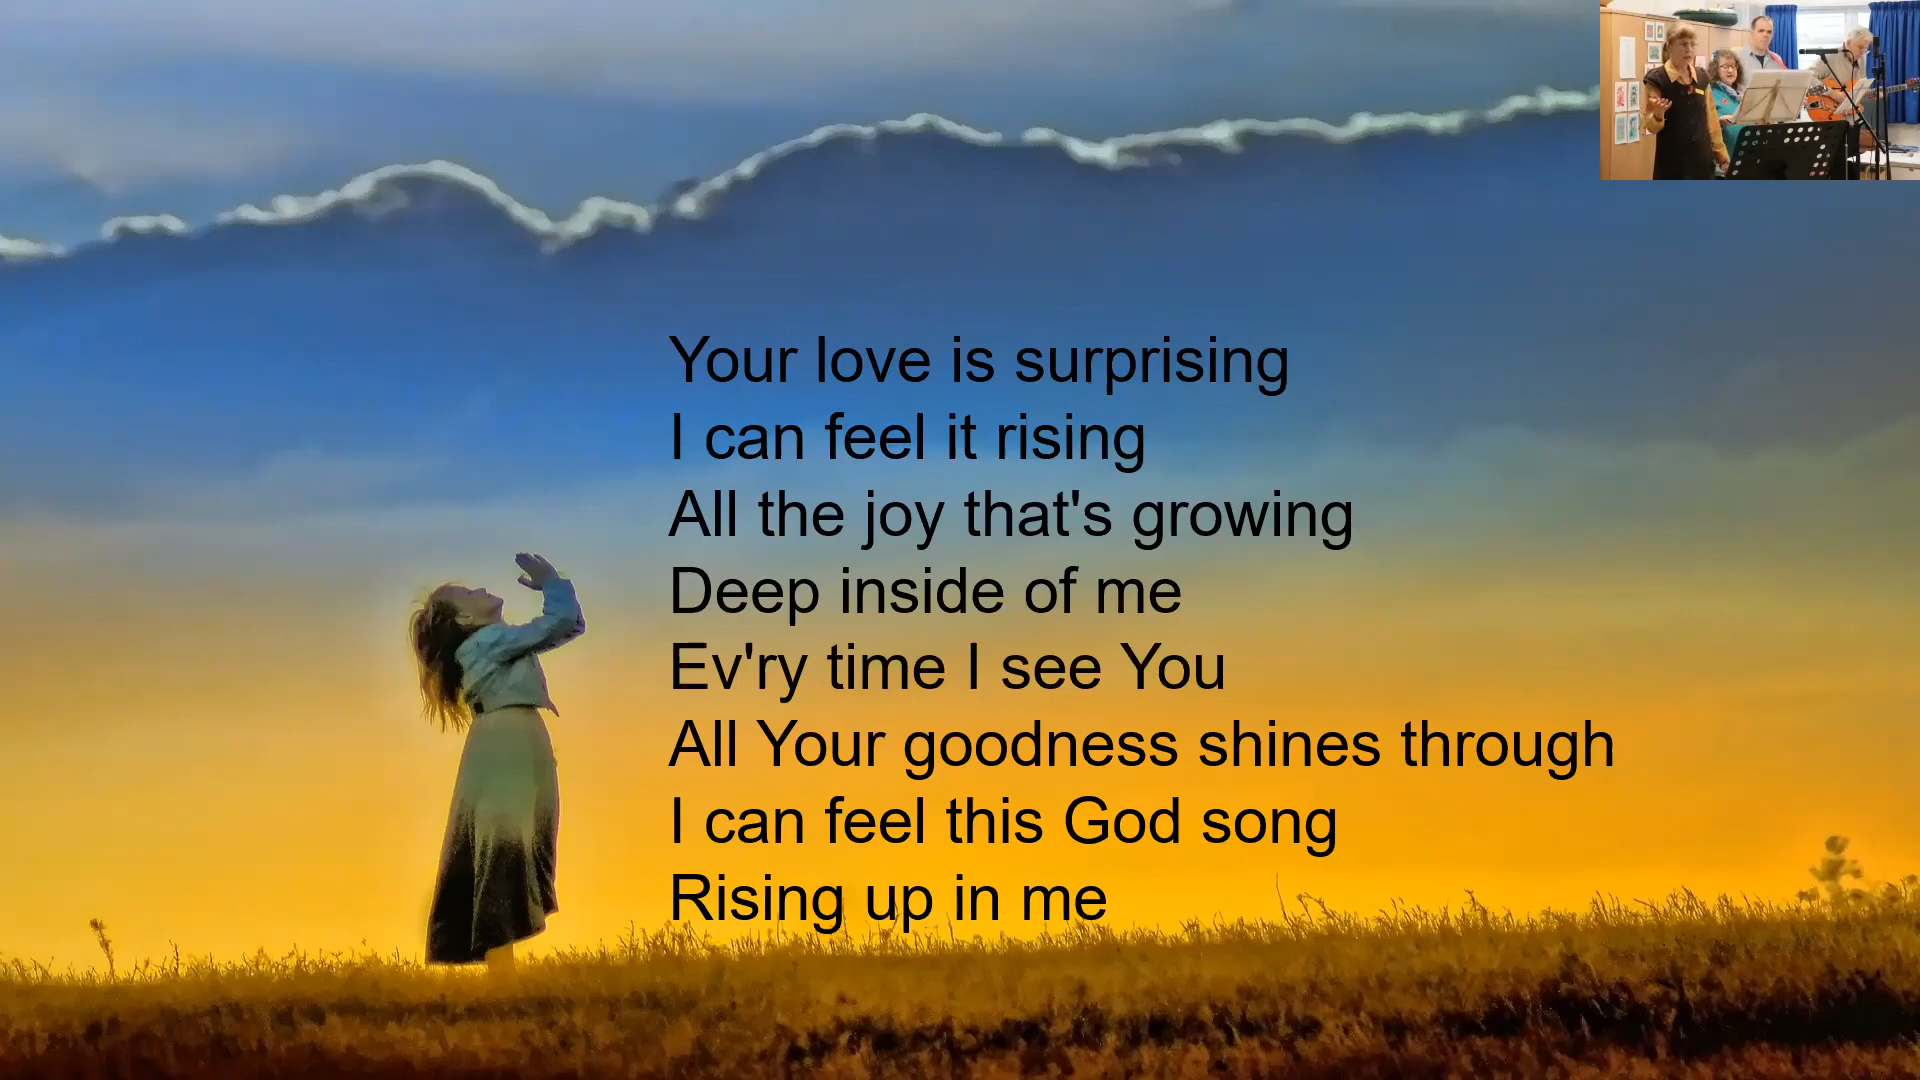 Your love is surprising
I can feel it rising
All the joy that's growing
Deep inside of me
Ev'ry time I see You
All Your goodness shines through
I can feel this God song
Rising up in me